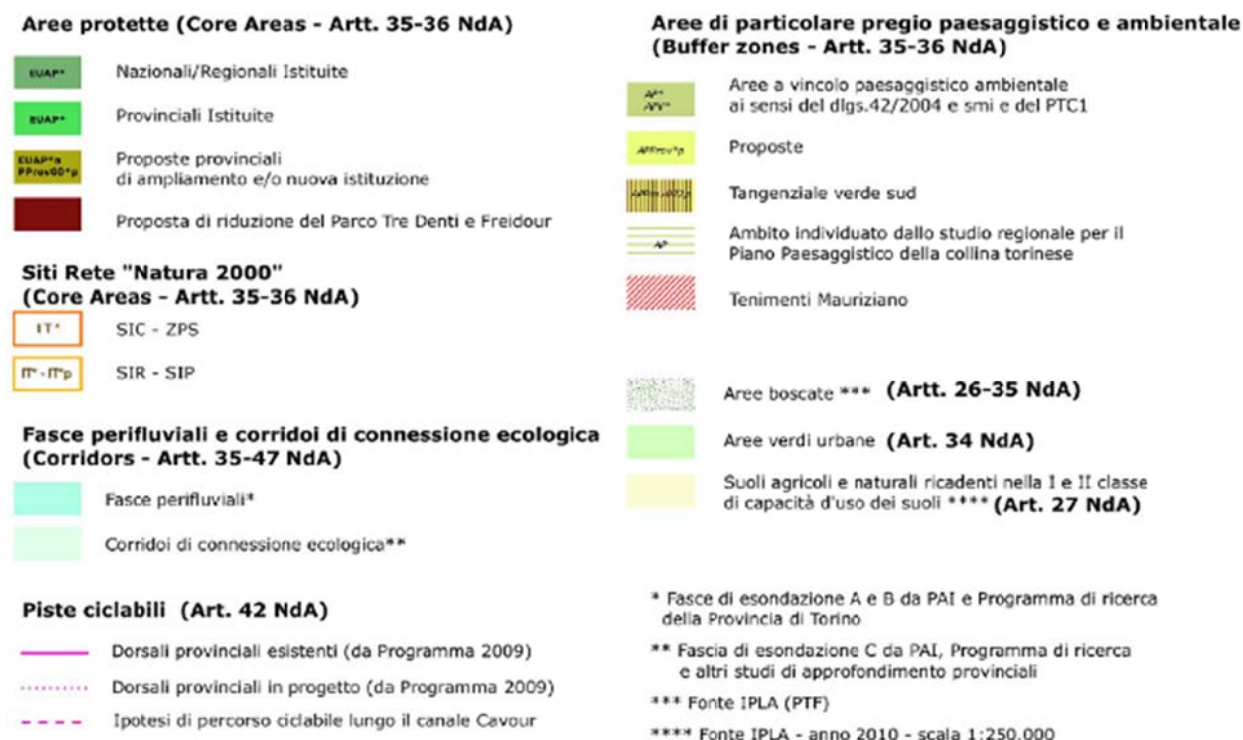 Aree protette (Core Areas - Artt. 35-36 NdA)
EUAP*
Nazionali/Regionali Istituite
EUAP*
Provinciali Istituite
EUAP*a
PProv00*p
Proposte provinciali
di ampliamento e/o nuova istituzione
Proposta di riduzione del Parco Tre Denti e Freidour
Siti Rete "Natura 2000"
(Core Areas - Artt. 35-36 NdA)
IT*
SIC - ZPS
IT* - IT*p
SIR - SIP
Fasce perifluviali e corridoi di connessione ecologica
(Corridors - Artt. 35-47 NdA)
Fasce perifluviali*
Corridoi di connessione ecologica**
Piste ciclabili (Art. 42 NdA)
Dorsali provinciali esistenti (da Programma 2009)
Dorsali provinciali in progetto (da Programma 2009)
Ipotesi di percorso ciclabile lungo il canale Cavour
Aree di particolare pregio paesaggistico e ambientale
(Buffer zones - Artt. 35-36 NdA)
AP*
APV*
Aree a vincolo paesaggistico ambientale
ai sensi del dlgs.42/2004 e smi e del PTC1
APProv*p
Proposte
Tangenziale verde sud
AP
Ambito individuato dallo studio regionale per il
Piano Paesaggistico della collina torinese
Tenimenti Mauriziano
Aree boscate *** (Artt. 26-35 NdA)
Aree verdi urbane (Art. 34 NdA)
Suoli agricoli e naturali ricadenti nella I e II classe
di capacità d'uso dei suoli **** (Art. 27 NdA)
* Fasce di esondazione A e B da PAI e Programma di ricerca
della Provincia di Torino
** Fascia di esondazione C da PAI, Programma di ricerca
e altri studi di approfondimento provinciali
*** Fonte IPLA (PTF)
**** Fonte IPLA - anno 2010 - scala 1:250.000